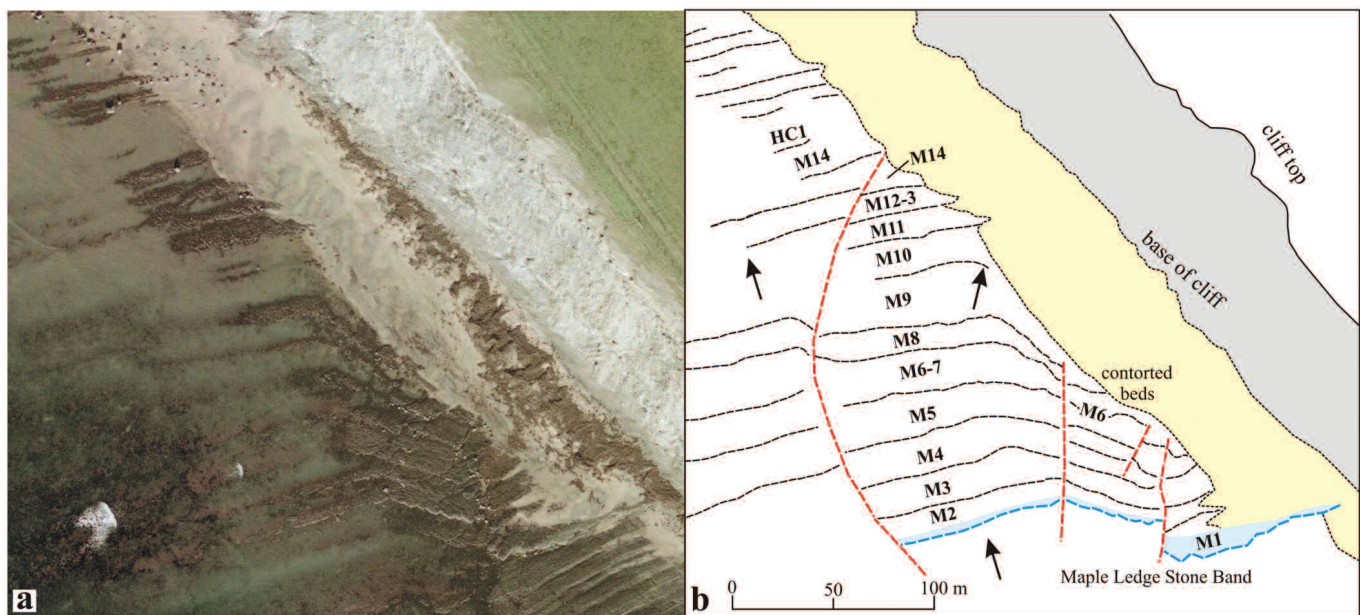 HC1
M14
M14
M12-3
M11
M10
M9
M8
M6-7
M5
M4
M3
M2
M6
M1
contorted
beds
cliff top
base of cliff
Maple Ledge Stone Band
0 50 100 m
a
b